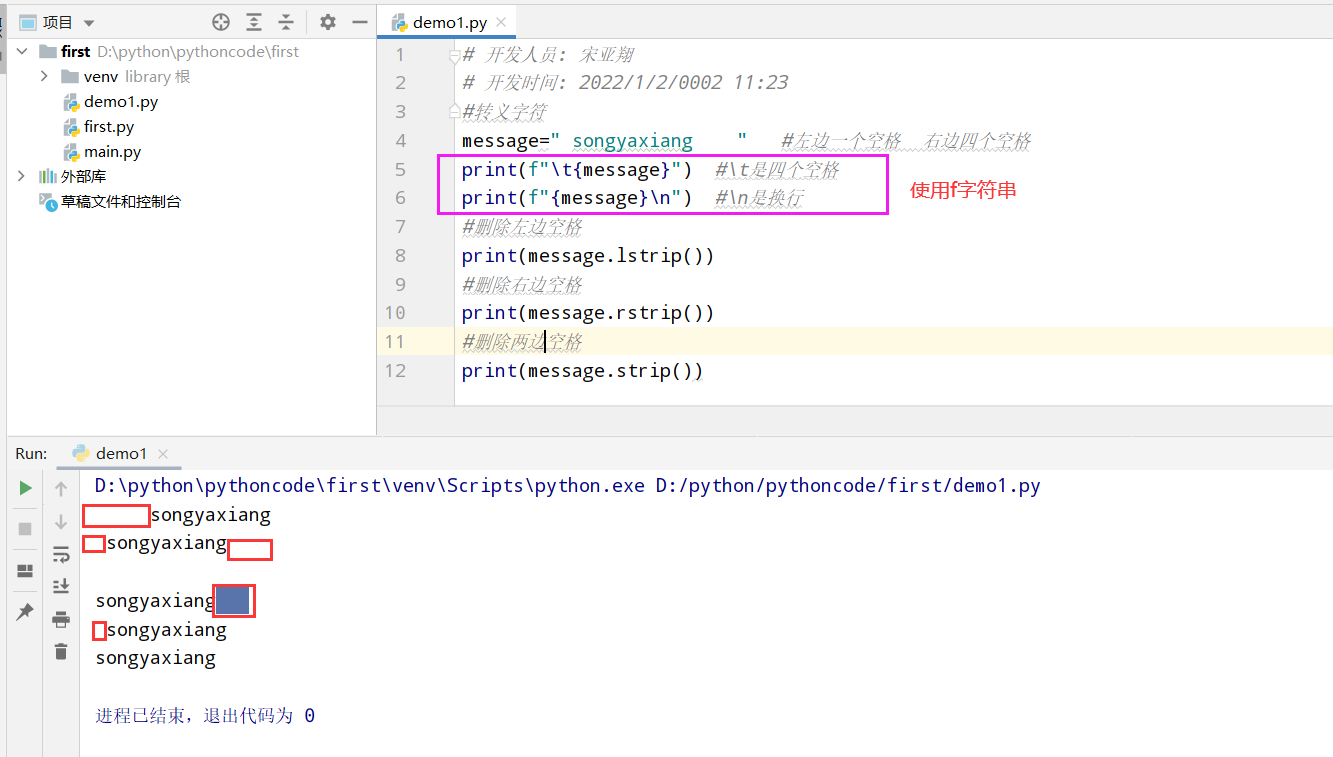 项目
first D:\python\pythoncode\first
venv library 根
demo1.py
first.py
main.py
外部库
草稿文件和控制台
demo1.py
1 # 开发人员: 宋亚翔
2 # 开发时间: 2022/1/2/0002 11:23
3 #转义字符
4 message=" songyaxiang    "   #左边一个空格  右边四个空格
5 print(f"\t{message}")  #\t是四个空格
6 print(f"{message}\n")  #\n是换行
使用f字符串
7 #删除左边空格
8 print(message.lstrip())
9 #删除右边空格
10 print(message.rstrip())
11 #删除两边空格
12 print(message.strip())
Run: demo1
D:\python\pythoncode\first\venv\Scripts\python.exe D:/python/pythoncode/first/demo1.py
songyaxiang
songyaxiang
songyaxiang
songyaxiang
songyaxiang
进程已结束，退出代码为 0